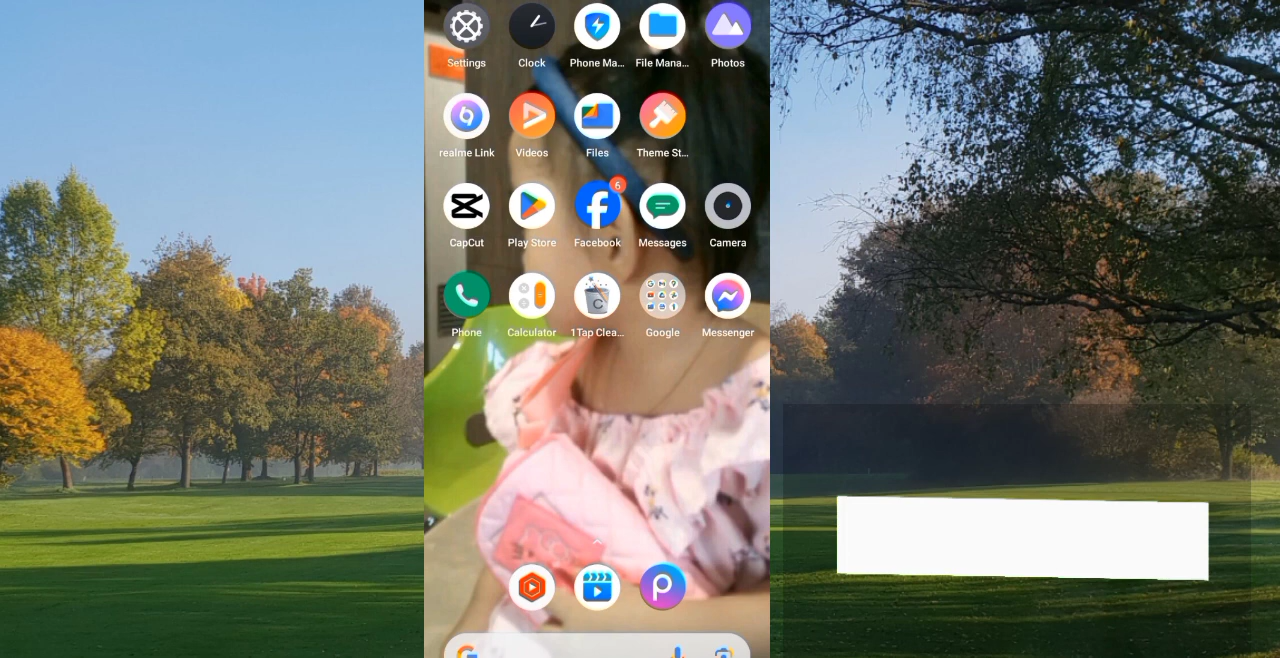 Settings Clock Phone Ma... File Mana... Photos
realme Link Videos Files Theme St...
6
CapCut Play Store Facebook Messages Camera
Phone Calculator 1Tap Clea... Google Messenger